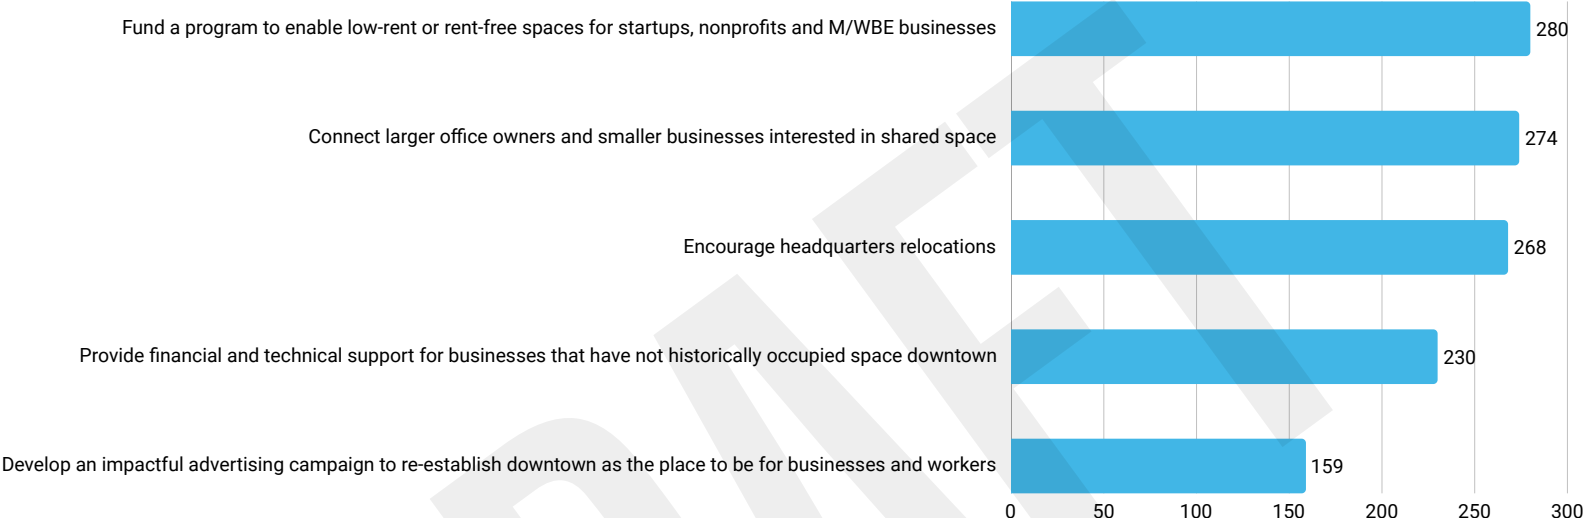 Fund a program to enable low-rent or rent-free spaces for startups, nonprofits and M/WBE businesses 280
Connect larger office owners and smaller businesses interested in shared space 274
Encourage headquarters relocations 268
Provide financial and technical support for businesses that have not historically occupied space downtown 230
Develop an impactful advertising campaign to re-establish downtown as the place to be for businesses and workers 159
0 50 100 150 200 250 300
DRAFT